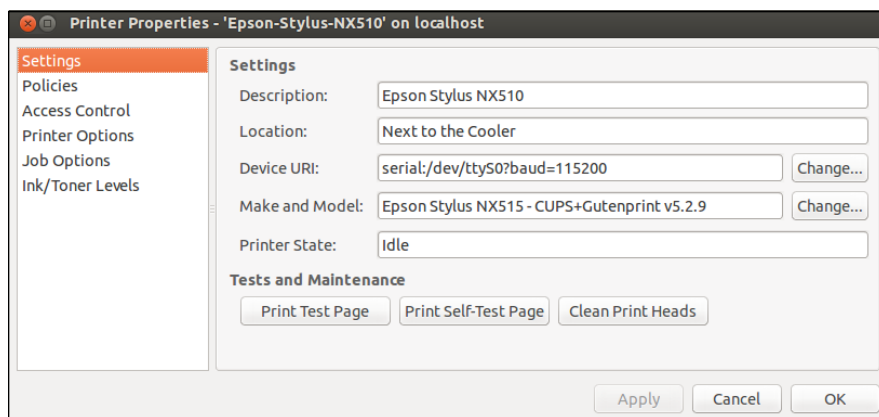 Printer Properties - 'Epson-Stylus-NX510' on localhost
Settings
Policies
Access Control
Printer Options
Job Options
Ink/Toner Levels
Settings
Description: Epson Stylus NX510
Location: Next to the Cooler
Device URI: serial:/dev/ttyS0?baud=115200 Change...
Make and Model: Epson Stylus NX515 - CUPS+Gutenprint v5.2.9 Change...
Printer State: Idle
Tests and Maintenance
Print Test Page Print Self-Test Page Clean Print Heads
Apply Cancel OK